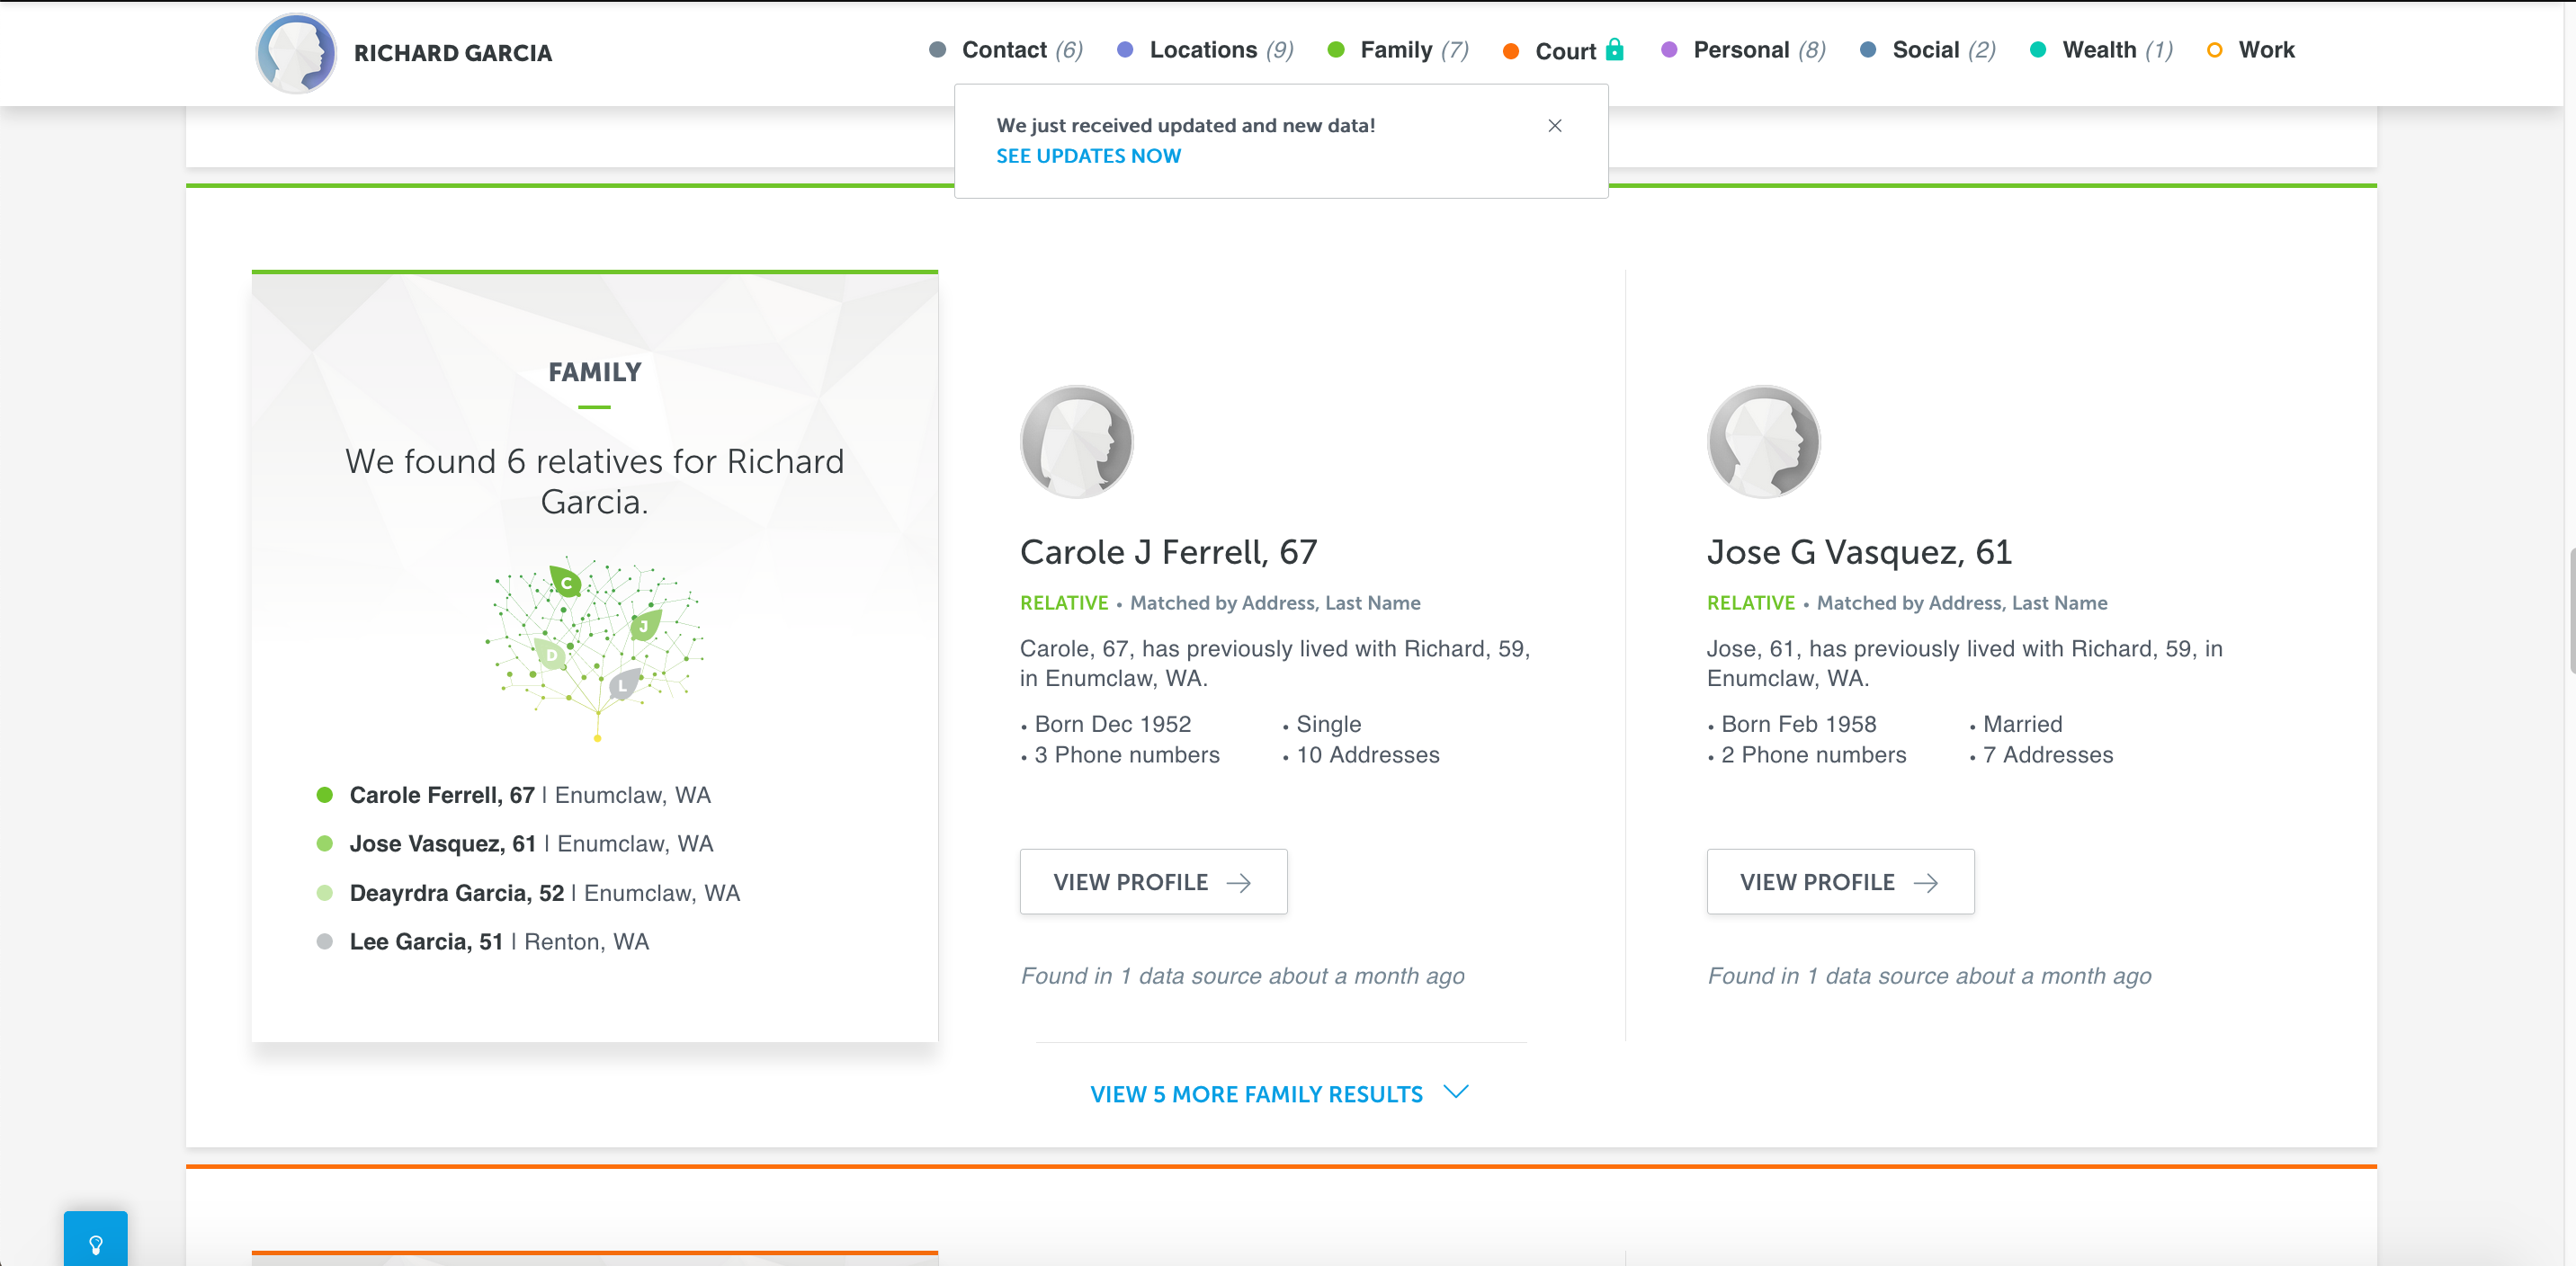 RICHARD GARCIA
Contact (6)
Locations (9)
Family (7)
Court
Personal (8)
Social (2)
Wealth (1)
Work
We just received updated and new data!
SEE UPDATES NOW
FAMILY
We found 6 relatives for Richard
Garcia.
C
J
D
L
Carole Ferrell, 67 | Enumclaw, WA
Jose Vasquez, 61 | Enumclaw, WA
Deayrdra Garcia, 52 | Enumclaw, WA
Lee Garcia, 51 | Renton, WA
Carole J Ferrell, 67
RELATIVE • Matched by Address, Last Name
Carole, 67, has previously lived with Richard, 59,
in Enumclaw, WA.
• Born Dec 1952
• Single
• 3 Phone numbers
• 10 Addresses
VIEW PROFILE
Found in 1 data source about a month ago
Jose G Vasquez, 61
RELATIVE • Matched by Address, Last Name
Jose, 61, has previously lived with Richard, 59, in
Enumclaw, WA.
• Born Feb 1958
• Married
• 2 Phone numbers
• 7 Addresses
VIEW PROFILE
Found in 1 data source about a month ago
VIEW 5 MORE FAMILY RESULTS